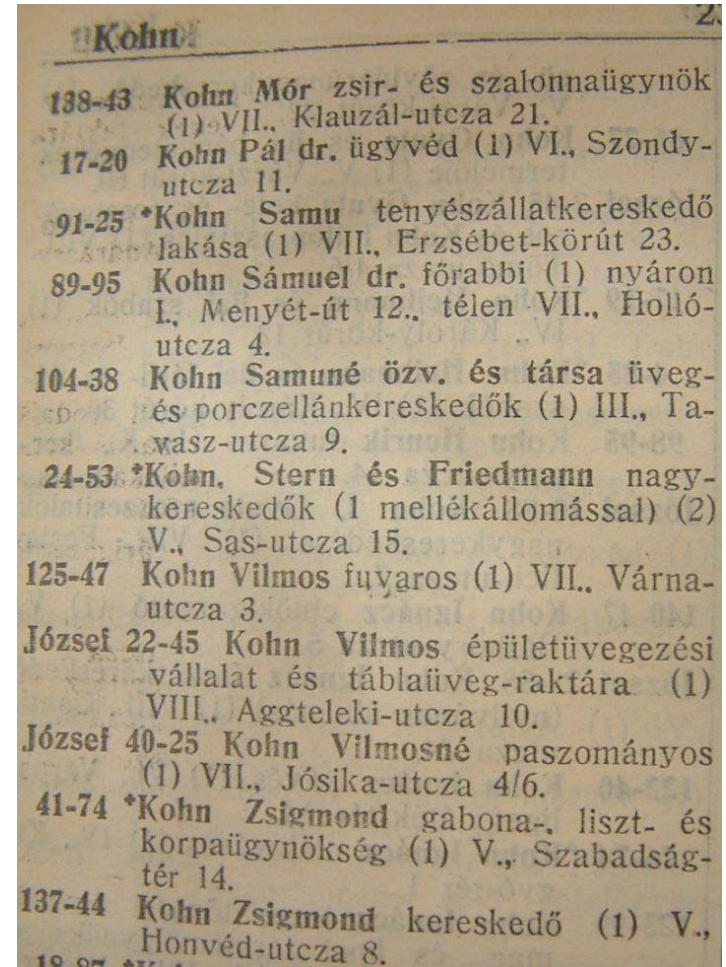 Kohn
138-43 Kohn Mór zsir- és szalonnaügynök
(1) VII., Klauzál-utcza 21.
17-20 Kohn Pál dr. ügyvéd (1) VI., Szondy-
utcza 11.
91-25 *Kohn Samu tenyészállatkereskedő
lakása (1) VII., Erzsébet-körút 23.
89-95 Kohn Sámuel dr. főrabbi (1) nyáron
I., Menyét-út 12., télen VII., Holló-
utcza 4.
104-38 Kohn Samuné özv. és társa üveg-
és porczellánkereskedők (1) III., Ta-
vasz-utcza 9.
24-53 *Kohn, Stern és Friedmann nagy-
kereskedők (1 mellékállomással) (2)
V., Sas-utcza 15.
125-47 Kohn Vilmos fuvaros (1) VII., Várna-
utcza 3.
József 22-45 Kohn Vilmos épületüvegezési
vállalat és táblaüveg-raktára (1)
VIII., Aggteleki-utcza 10.
József 40-25 Kohn Vilmosné paszományos
(1) VII., Jósika-utcza 4/6.
41-74 *Kohn Zsigmond gabona-, liszt- és
korpaügynökség (1) V., Szabadság-
tér 14.
137-44 Kohn Zsigmond kereskedő (1) V.,
Honvéd-utcza 8.